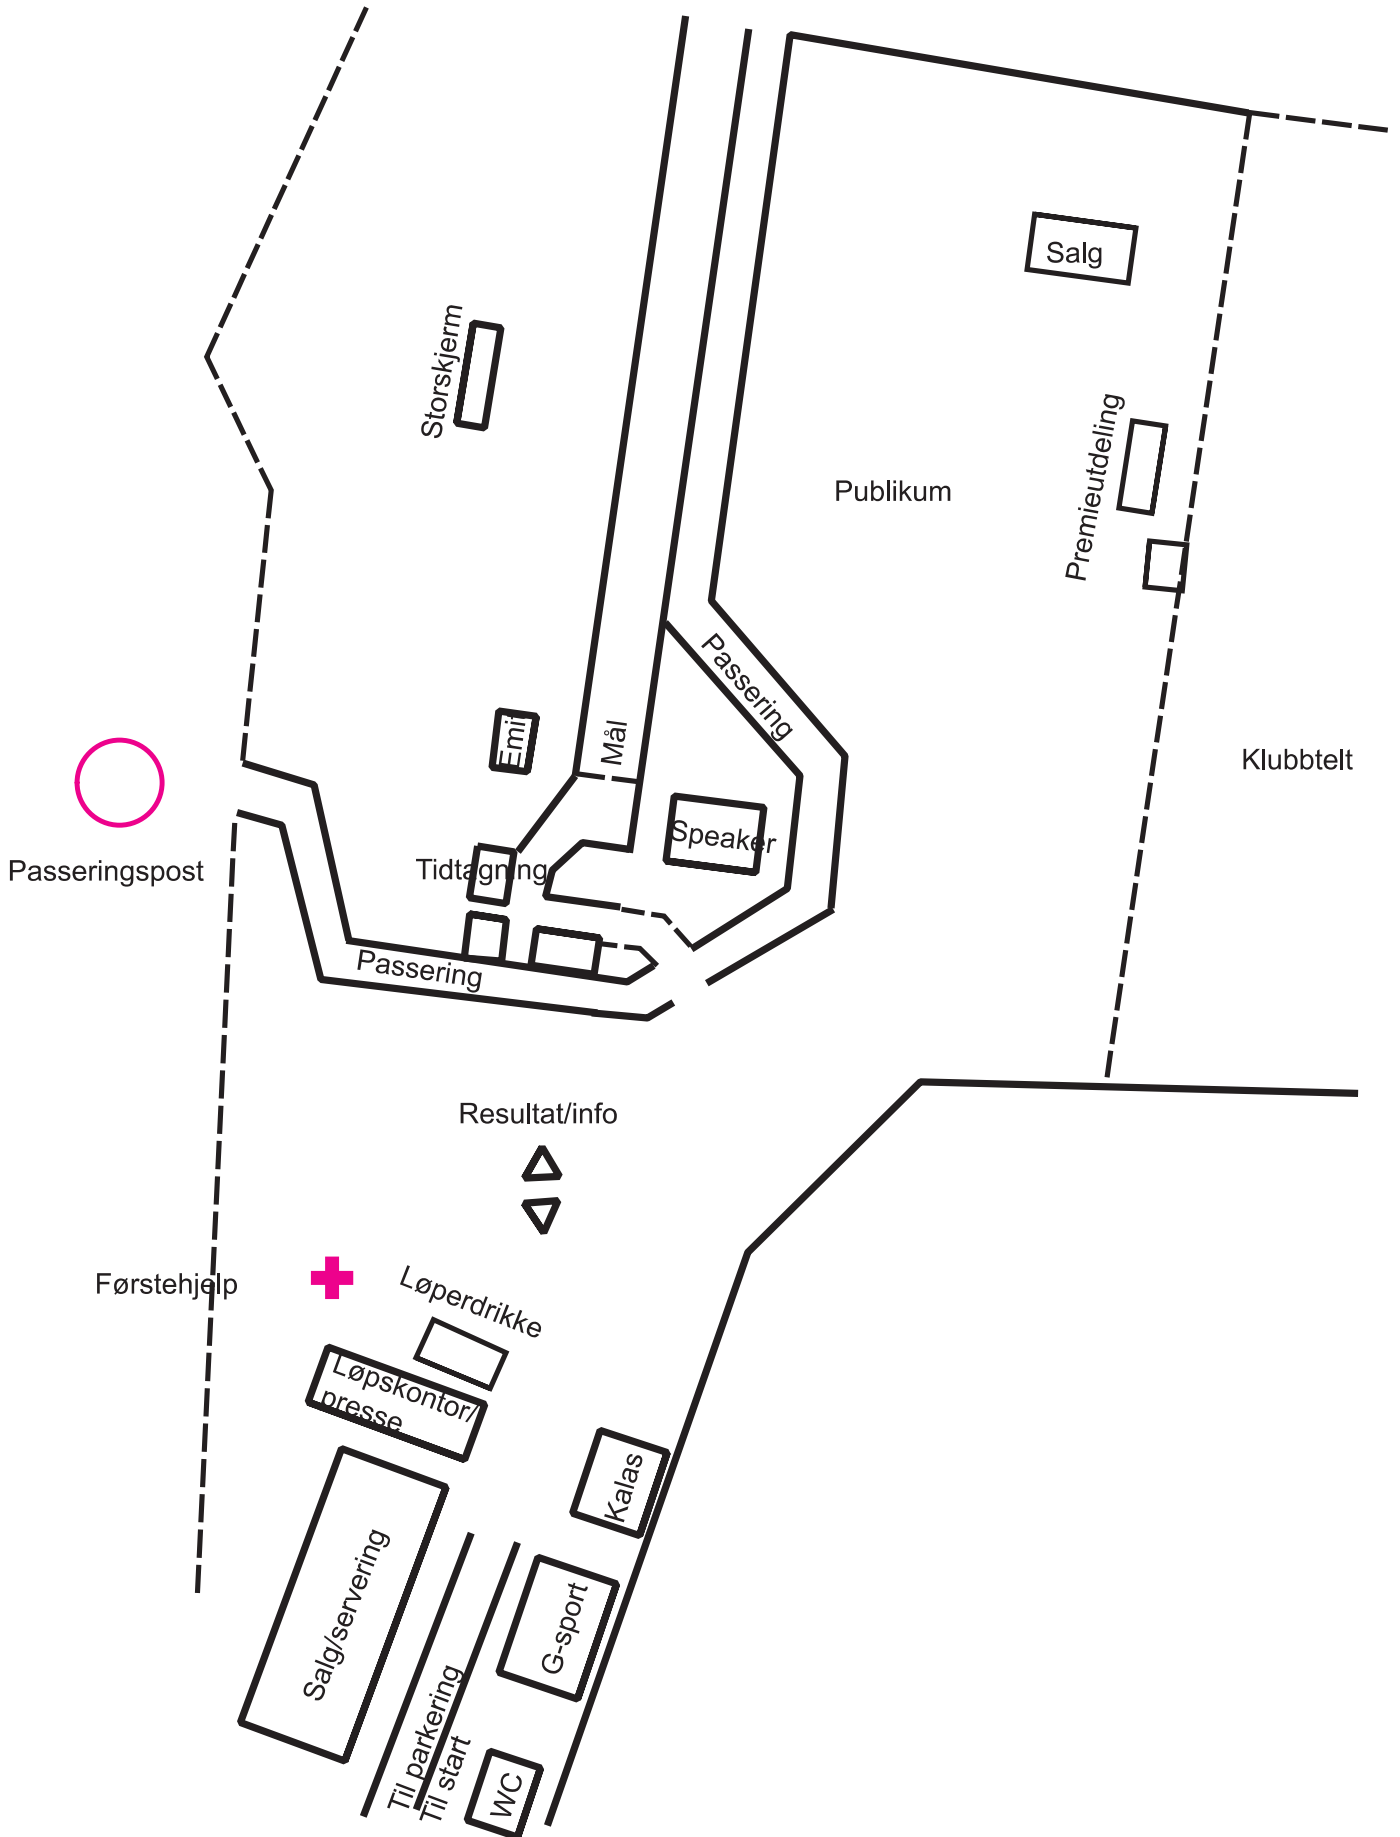 Salg
Storskjerm
Premieutdeling
Publikum
Passering
Emit
Mål
Klubbtelt
Speaker
Passeringspost
Tidtagning
Passering
Resultat/info
Førstehjelp
Løperdrikke
Løpskontor/
presse
Kalas
Salg/servering
G-sport
Til parkering
Til start
WC